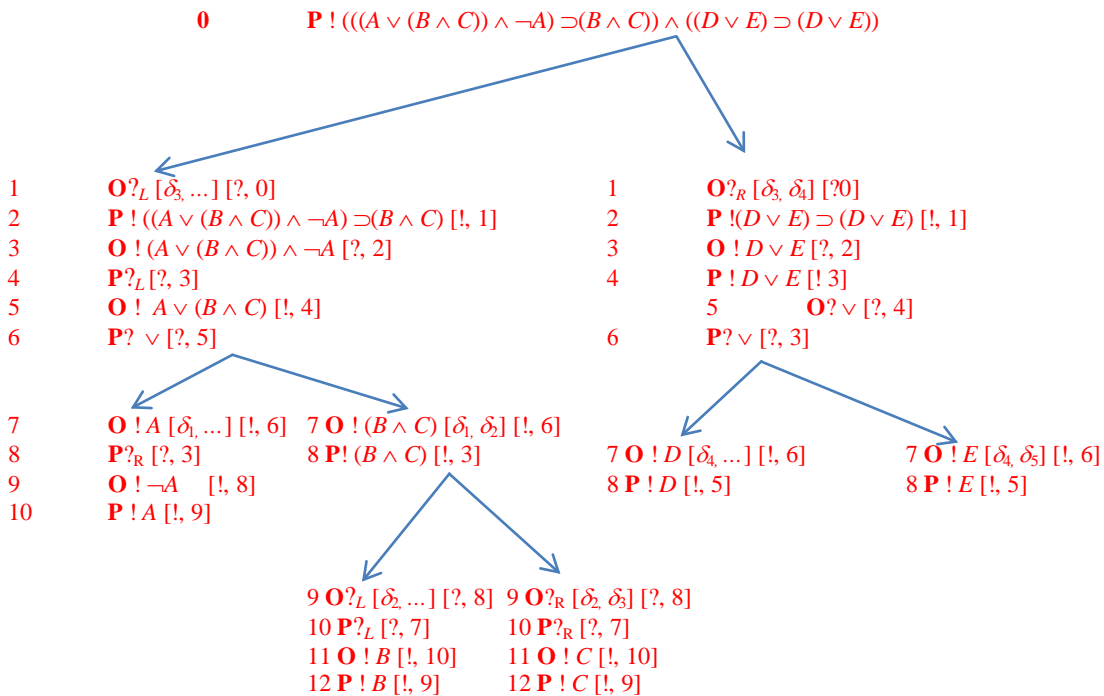 0 P ! (((A ∨ (B ∧ C)) ∧ ¬A) ⊃(B ∧ C)) ∧ ((D ∨ E) ⊃ (D ∨ E))
1 O?L [δ3, …] [?, 0]
2 P ! ((A ∨ (B ∧ C)) ∧ ¬A) ⊃(B ∧ C) [!, 1]
3 O ! (A ∨ (B ∧ C)) ∧ ¬A [?, 2]
4 P?L [?, 3]
5 O ! A ∨ (B ∧ C) [!, 4]
6 P? ∨ [?, 5]
1 O?R [δ3, δ4] [?0]
2 P !(D ∨ E) ⊃ (D ∨ E) [!, 1]
3 O ! D ∨ E [?, 2]
4 P ! D ∨ E [! 3]
5 O? ∨ [?, 4]
6 P? ∨ [?, 3]
7 O ! A [δ1, …] [!, 6]
8 P?R [?, 3]
9 O ! ¬A [!, 8]
10 P ! A [!, 9]
7 O ! (B ∧ C) [δ1, δ2] [!, 6]
8 P! (B ∧ C) [!, 3]
7 O ! D [δ4, …] [!, 6]
8 P ! D [!, 5]
7 O ! E [δ4, δ5] [!, 6]
8 P ! E [!, 5]
9 O?L [δ2, …] [?, 8]
10 P?L [?, 7]
11 O ! B [!, 10]
12 P ! B [!, 9]
9 O?R [δ2, δ3] [?, 8]
10 P?R [?, 7]
11 O ! C [!, 10]
12 P ! C [!, 9]